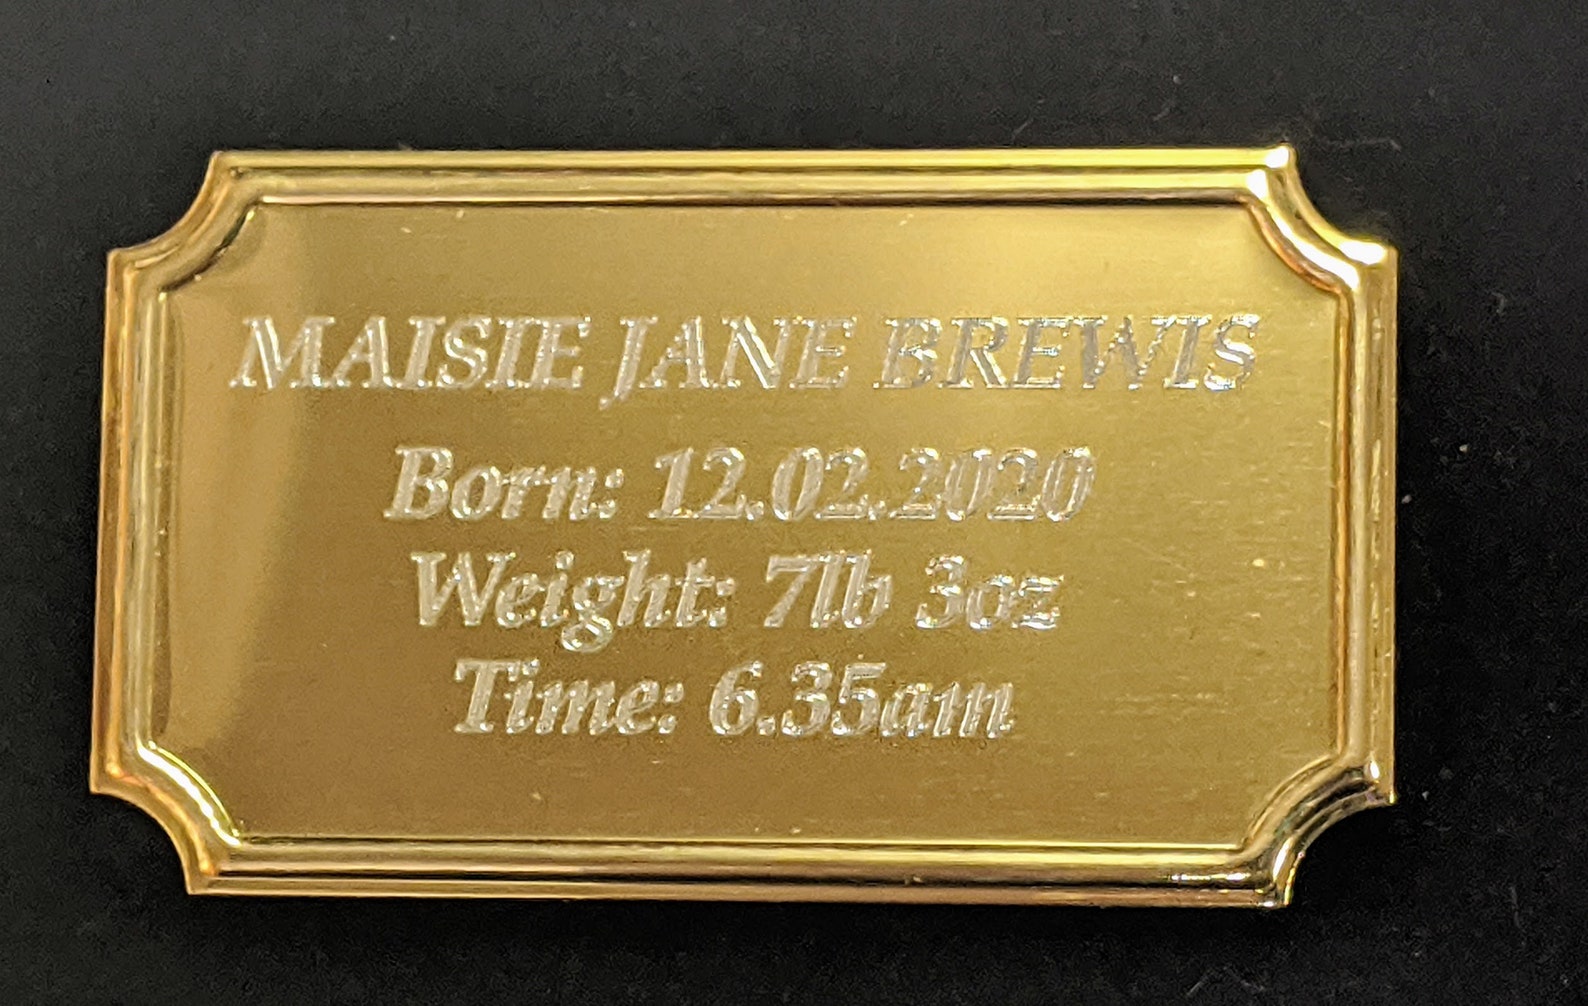 MAISIE JANE BREWIS
Born: 12.02.2020
Weight: 7lb 3oz
Time: 6.35am